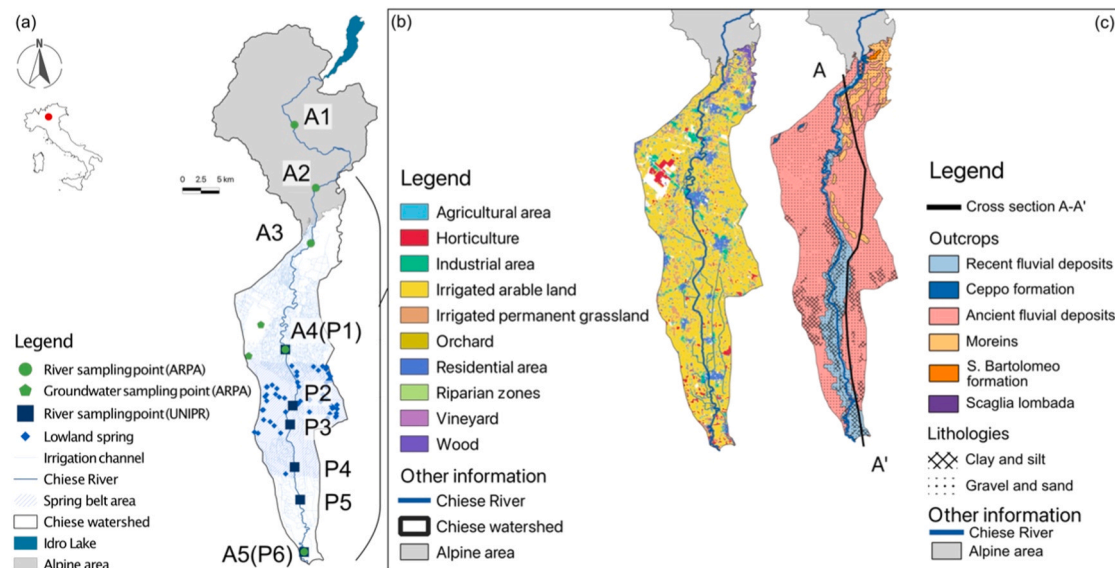 (a)
N
A1
A2
0 2.5 5 km
A3
A4(P1)
P2
P3
P4
P5
A5(P6)
Legend
River sampling point (ARPA)
Groundwater sampling point (ARPA)
River sampling point (UNIPR)
Lowland spring
Irrigation channel
Chiese River
Spring belt area
Chiese watershed
Idro Lake
Alpine area
(b)
Legend
Agricultural area
Horticulture
Industrial area
Irrigated arable land
Irrigated permanent grassland
Orchard
Residential area
Riparian zones
Vineyard
Wood
Other information
Chiese River
Chiese watershed
Alpine area
(c)
A
A'
Legend
Cross section A-A'
Outcrops
Recent fluvial deposits
Ceppo formation
Ancient fluvial deposits
Moreins
S. Bartolomeo
formation
Scaglia lombada
Lithologies
Clay and silt
Gravel and sand
Other information
Chiese River
Alpine area